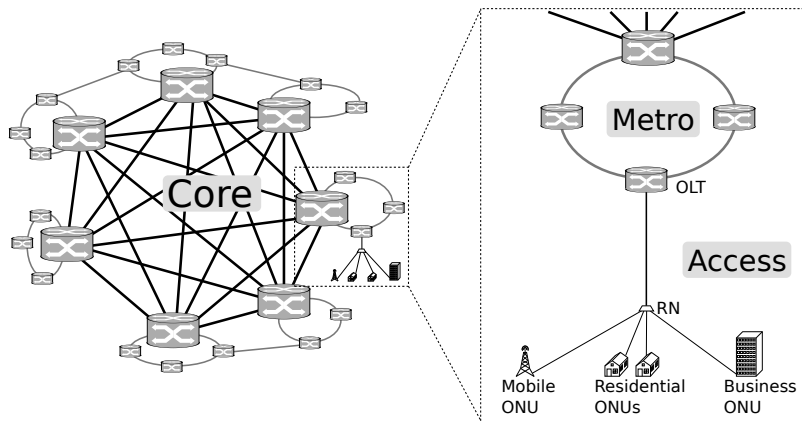 Core
Metro
OLT
Access
RN
Mobile
ONU
Residential
ONUs
Business
ONU